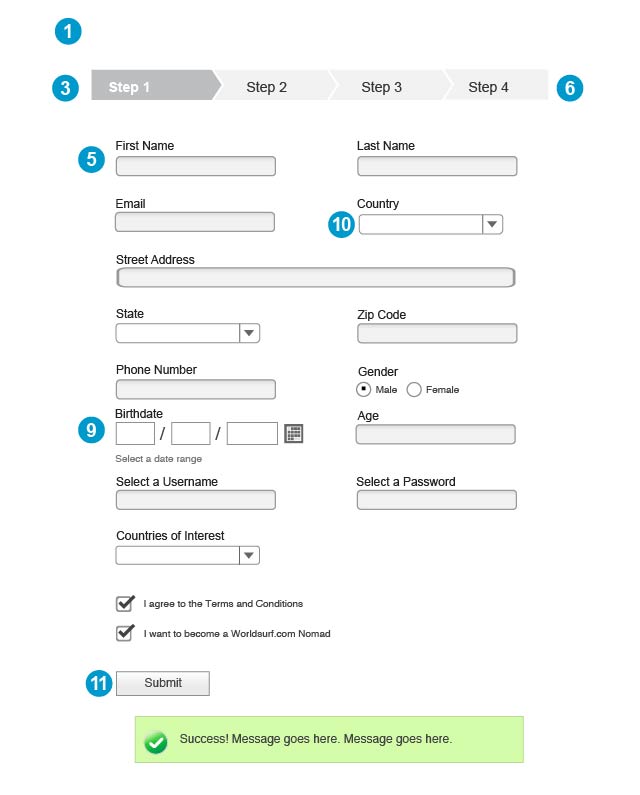 1
3 Step 1 Step 2 Step 3 Step 4 6
First Name Last Name
5
Email Country
10
Street Address
State Zip Code
Phone Number Gender
Male Female
Birthdate Age
9 / /
Select a date range
Select a Username Select a Password
Countries of Interest
I agree to the Terms and Conditions
I want to become a Worldsurf.com Nomad
11 Submit
Success! Message goes here. Message goes here.